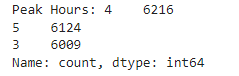 Peak Hours: 4    6216
5    6124
3    6009
Name: count, dtype: int64